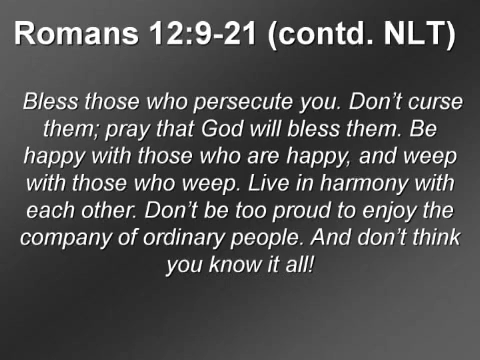 Romans 12:9-21 (contd. NLT)
Bless those who persecute you. Don’t curse
them; pray that God will bless them. Be
happy with those who are happy, and weep
with those who weep. Live in harmony with
each other. Don’t be too proud to enjoy the
company of ordinary people. And don’t think
you know it all!